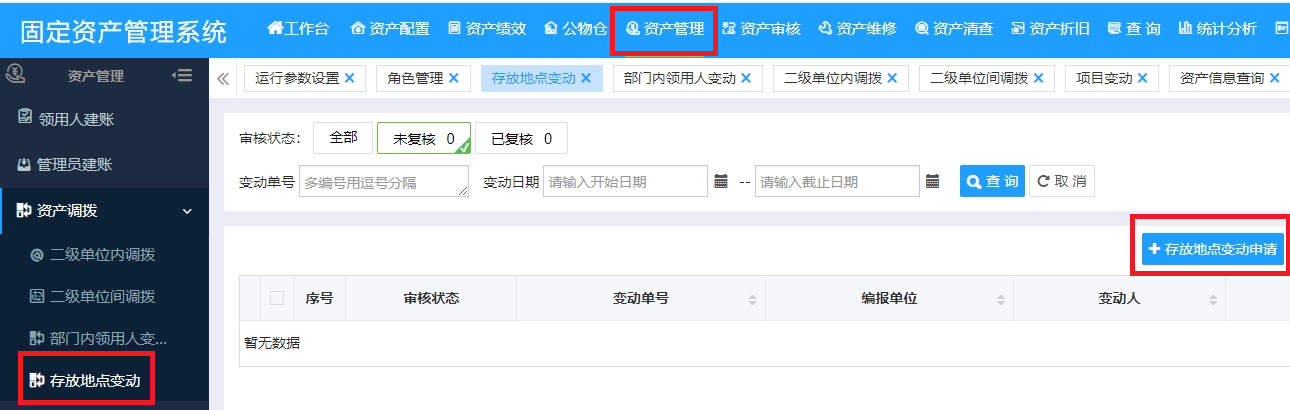 固定资产管理系统 工作台 资产配置 资产绩效 公物仓 资产管理 资产审核 资产维修 资产清查 资产折旧 查 询 统计分析
资产管理
运行参数设置 角色管理 存放地点变动 部门内领用人变动 二级单位内调拨 二级单位间调拨 项目变动 资产信息查询
领用人建账
管理员建账
资产调拨
二级单位内调拨
二级单位间调拨
部门内领用人变...
存放地点变动
审核状态: 全部 未复核 0 已复核 0
变动单号 多编号用逗号分隔 变动日期 请输入开始日期 -- 请输入截止日期 查 询 取 消
存放地点变动申请
序号 审核状态 变动单号 编报单位 变动人
暂无数据